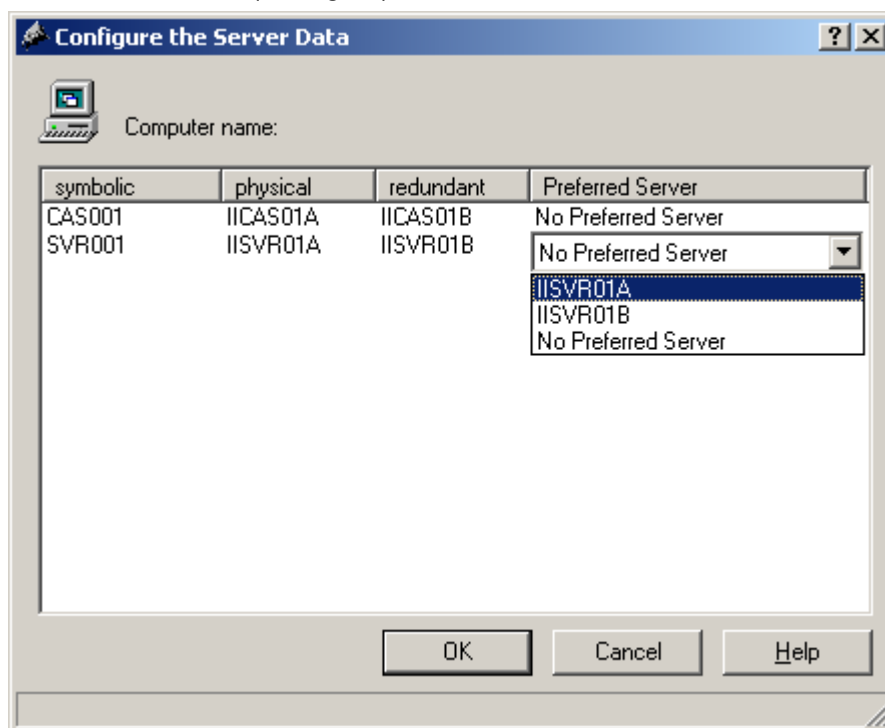 Configure the Server Data
Computer name:
symbolic physical redundant Preferred Server
CAS001 IICAS01A IICAS01B No Preferred Server
SVR001 IISVR01A IISVR01B No Preferred Server
IISVR01A
IISVR01B
No Preferred Server
OK Cancel Help